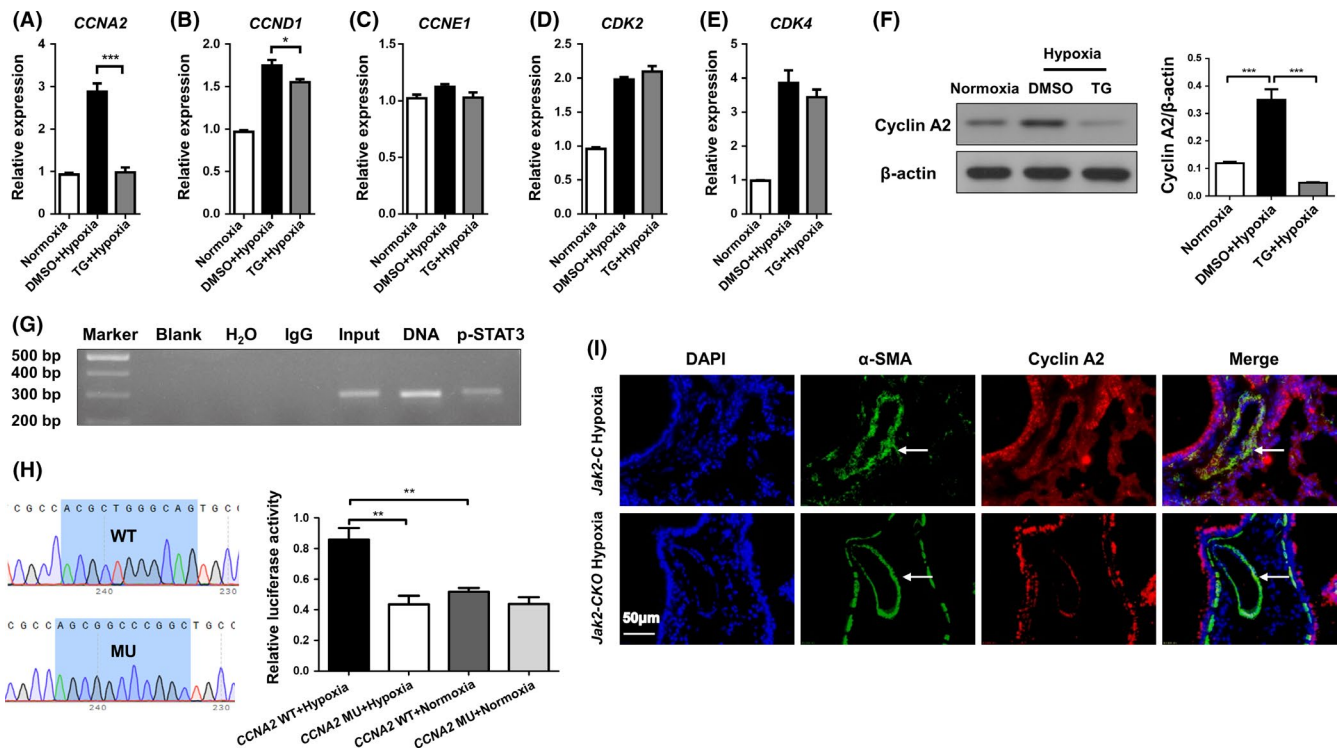 (A)
CCNA2
Relative expression
4
3
2
1
0
***
Normoxia
DMSO+Hypoxia
TG+Hypoxia
(B)
CCND1
Relative expression
2.0
1.5
1.0
0.5
0.0
*
Normoxia
DMSO+Hypoxia
TG+Hypoxia
(C)
CCNE1
Relative expression
1.5
1.0
0.5
0.0
Normoxia
DMSO+Hypoxia
TG+Hypoxia
(D)
CDK2
Relative expression
2.5
2.0
1.5
1.0
0.5
0.0
Normoxia
DMSO+Hypoxia
TG+Hypoxia
(E)
CDK4
Relative expression
6
4
2
0
Normoxia
DMSO+Hypoxia
TG+Hypoxia
(F)
Hypoxia
Normoxia DMSO TG
Cyclin A2
β-actin
Cyclin A2/β-actin
0.5
0.4
0.3
0.2
0.1
0.0
*** ***
Normoxia
DMSO+Hypoxia
TG+Hypoxia
(G)
Marker Blank H₂O IgG Input DNA p-STAT3
500 bp
400 bp
300 bp
200 bp
(H)
CGCCACGCTGGGCAGTGCC
WT
240 230
CGCCAGCGGCCCGGCTGCC
MU
240 230
Relative luciferase activity
1.0
0.8
0.6
0.4
0.2
0.0
**
**
CCNA2 WT+Hypoxia
CCNA2 MU+Hypoxia
CCNA2 WT+Normoxia
CCNA2 MU+Normoxia
(I)
DAPI α-SMA Cyclin A2 Merge
Jak2-C Hypoxia
Jak2-CKO Hypoxia
50μm